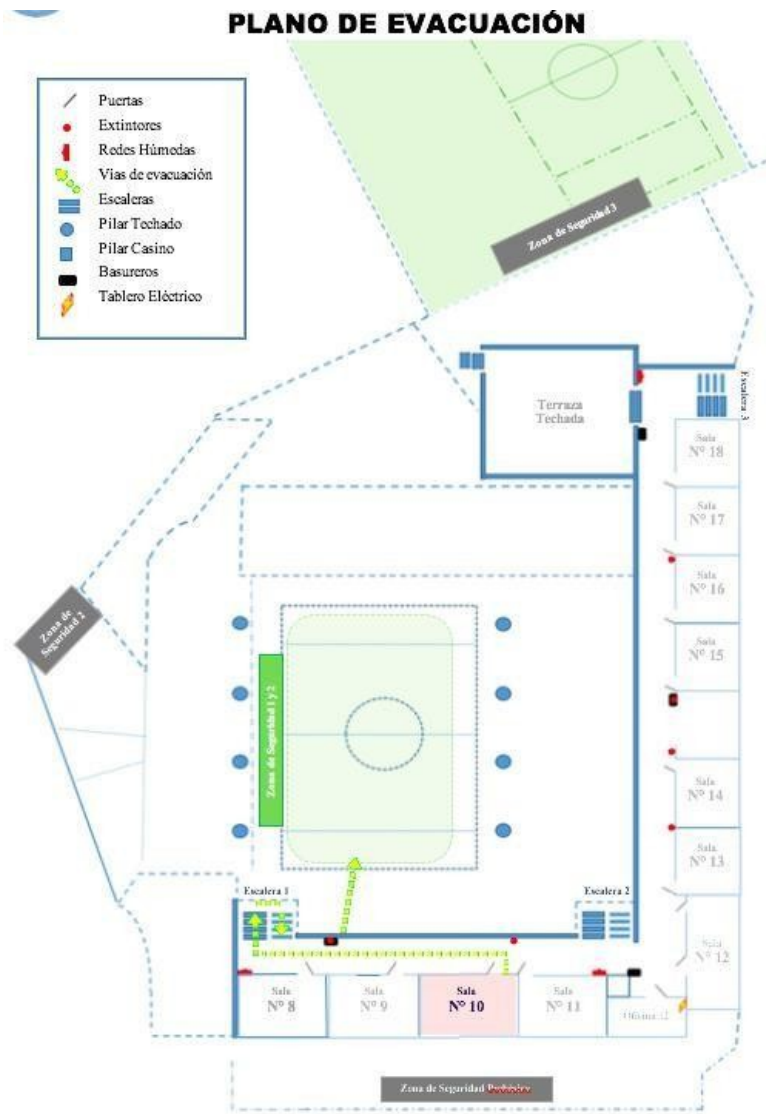 PLANO DE EVACUACIÓN
Puertas
Extintores
Redes Húmedas
Vías de evacuación
Escaleras
Pilar Techado
Pilar Casino
Basureros
Tablero Eléctrico
Zona de Seguridad 3
Terraza
Techada
Escalera 3
Sala
Nº 18
Sala
Nº 17
Sala
Nº 16
Sala
Nº 15
Zona de
Seguridad 2
Zona de Seguridad 1 y 2
Sala
Nº 14
Sala
Nº 13
Escalera 1
Escalera 2
Sala
Nº 12
Sala
Nº 8
Sala
Nº 9
Sala
Nº 10
Sala
Nº 11
Oficina 12
Zona de Seguridad